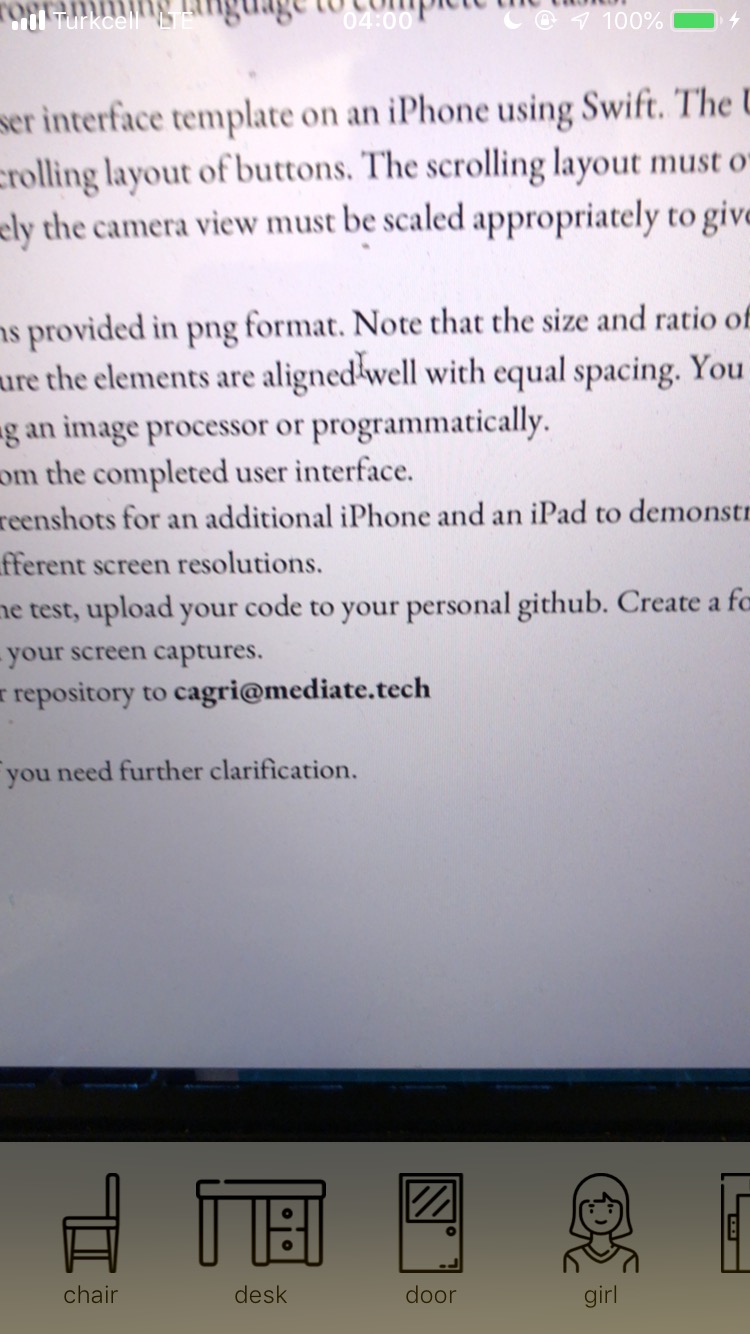 Turkcell LTE 04:00 100%
language to complete the tasks.
ser interface template on an iPhone using Swift. The U
crolling layout of buttons. The scrolling layout must o
ely the camera view must be scaled appropriately to give
ns provided in png format. Note that the size and ratio of
ure the elements are aligned well with equal spacing. You
g an image processor or programmatically.
om the completed user interface.
reenshots for an additional iPhone and an iPad to demonstr
fferent screen resolutions.
he test, upload your code to your personal github. Create a fo
your screen captures.
r repository to cagri@mediate.tech
f you need further clarification.
chair desk door girl